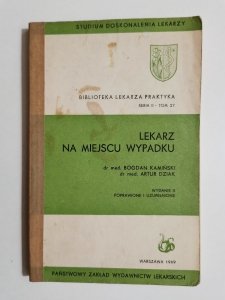 STUDIUM DOSKONALENIA LEKARZY
BIBLIOTEKA LEKARZA PRAKTYKA
SERIA II - TOM 27
LEKARZ
NA MIEJSCU WYPADKU
dr med. BOGDAN KAMIŃSKI
dr med. ARTUR DZIAK
WYDANIE II
POPRAWIONE I UZUPEŁNIONE
WARSZAWA 1969
PAŃSTWOWY ZAKŁAD WYDAWNICTW LEKARSKICH